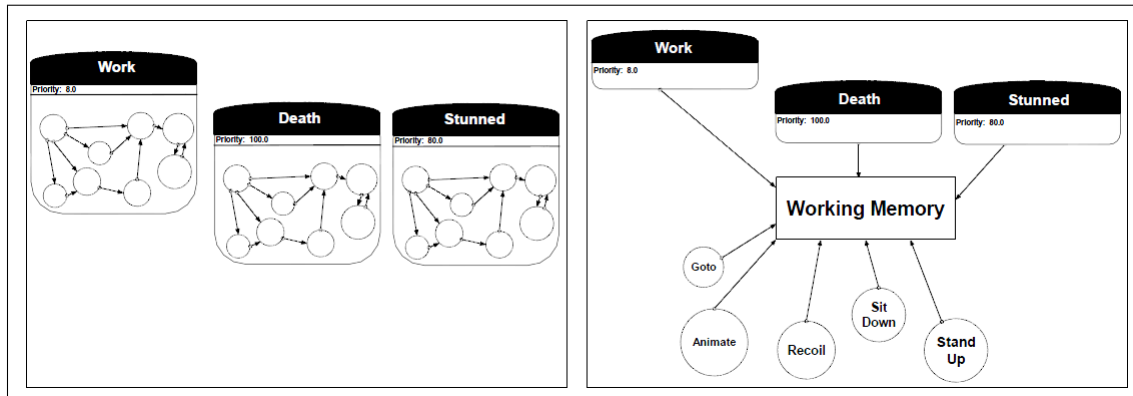 Work
Priority: 8.0
Death
Priority: 100.0
Stunned
Priority: 80.0
Work
Priority: 8.0
Death
Priority: 100.0
Stunned
Priority: 80.0
Working Memory
Goto
Animate
Recoil
Sit
Down
Stand
Up